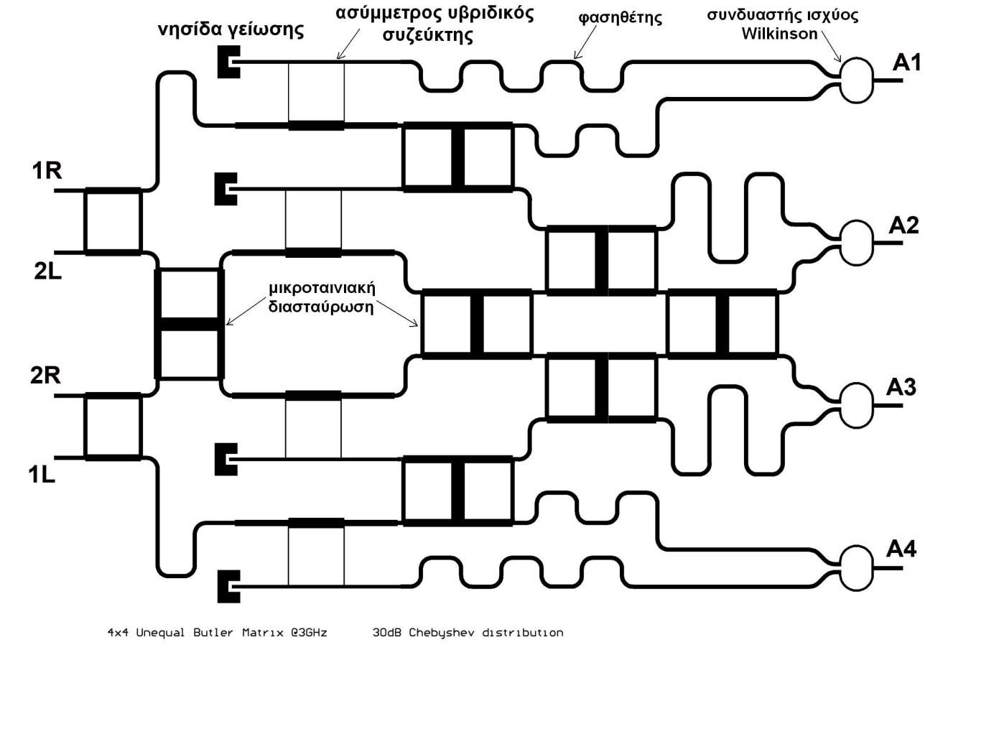 ασύμμετρος υβριδικός
συζεύκτης
νησίδα γείωσης
φασηθέτης
συνδυαστής ισχύος
Wilkinson
A1
1R
2L
A2
μικροταινιακή
διασταύρωση
2R
1L
A3
A4
4x4 Unequal Butler Matrix @3GHz
30dB Chebyshev distribution